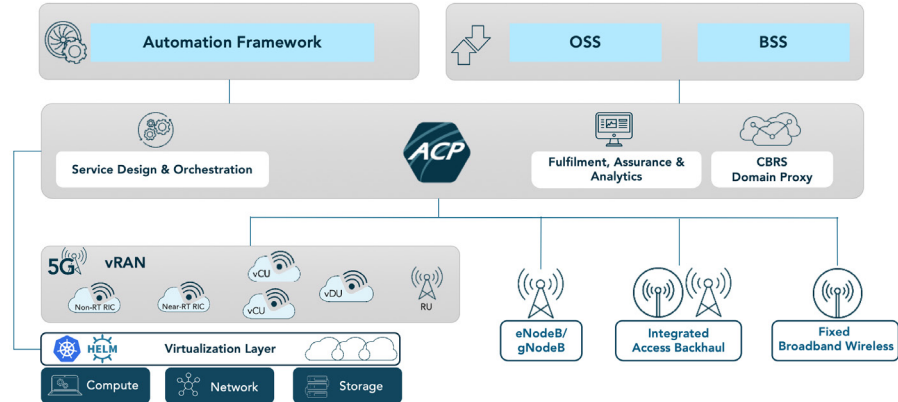 Automation Framework
OSS
BSS
ACP
Service Design & Orchestration
Fulfilment, Assurance &
Analytics
CBRS
Domain Proxy
5G
vRAN
Non-RT RIC
Near-RT RIC
vCU
vCU
vDU
RU
eNodeB/
gNodeB
Integrated
Access Backhaul
Fixed
Broadband Wireless
HELM
Virtualization Layer
Compute
Network
Storage